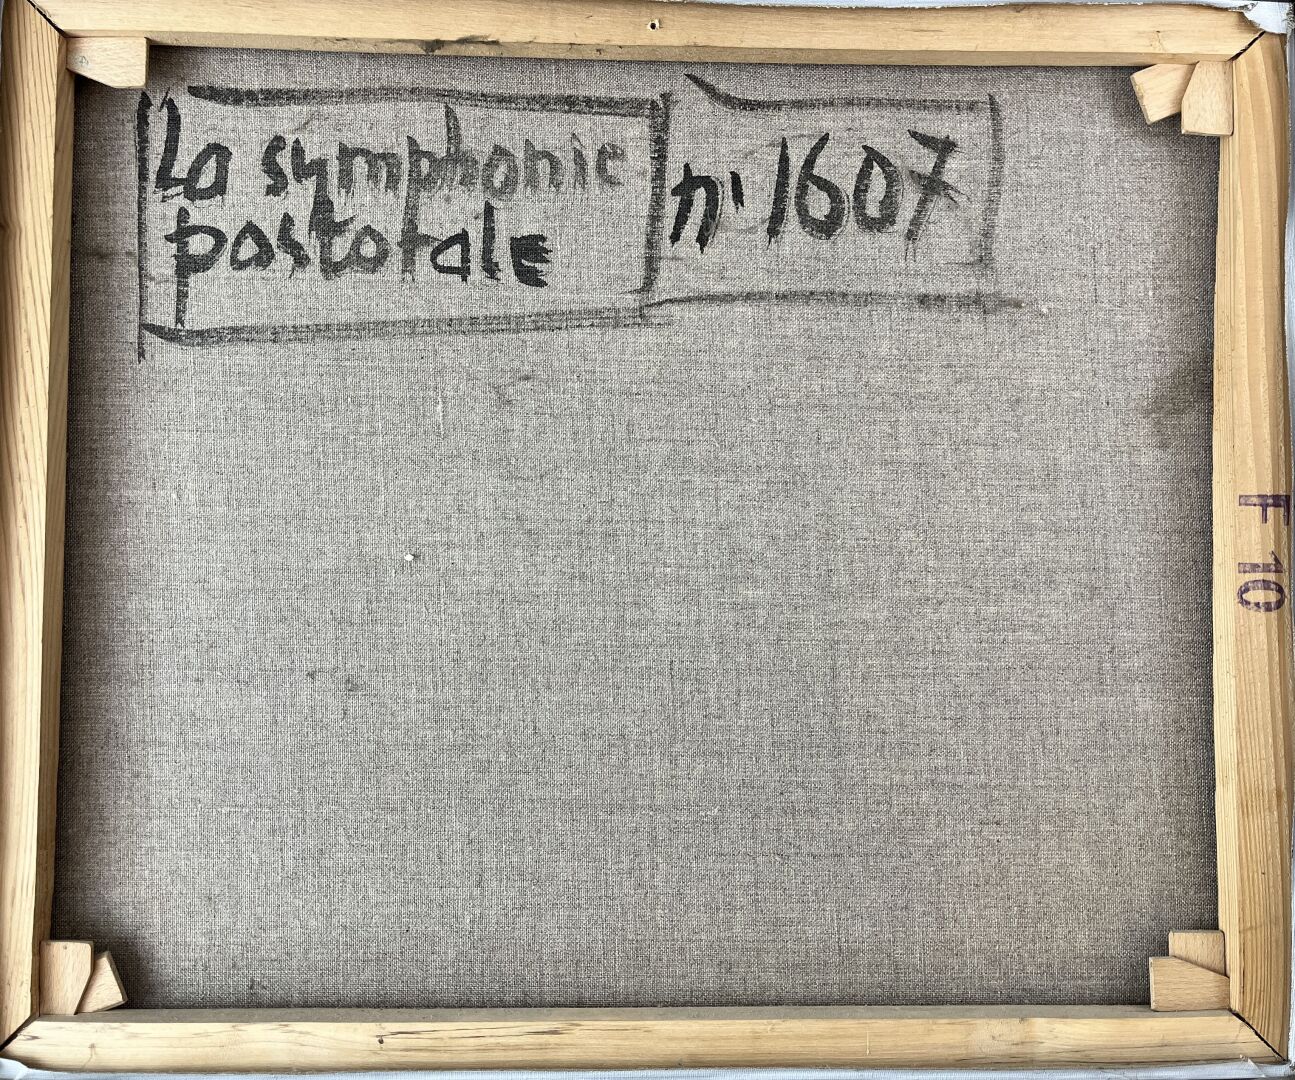 La symphonie
pastorale
n° 1607
F 10